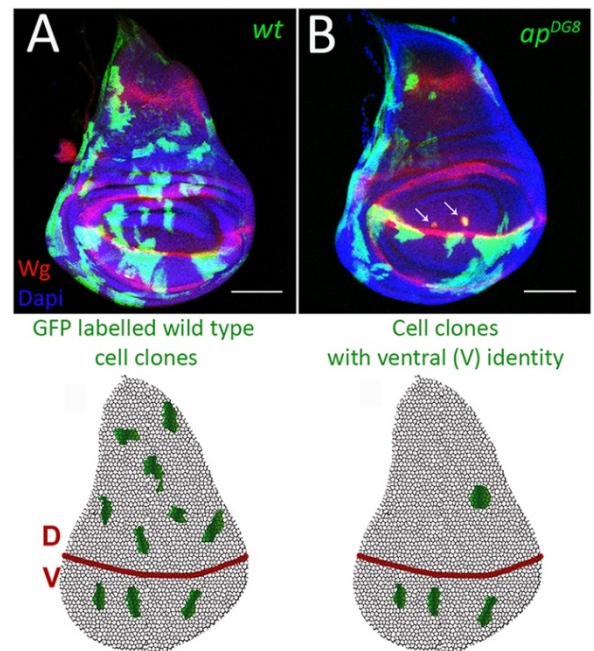 A
wt
B
apDG8
Wg
Dapi
GFP labelled wild type
cell clones
Cell clones
with ventral (V) identity
D
V